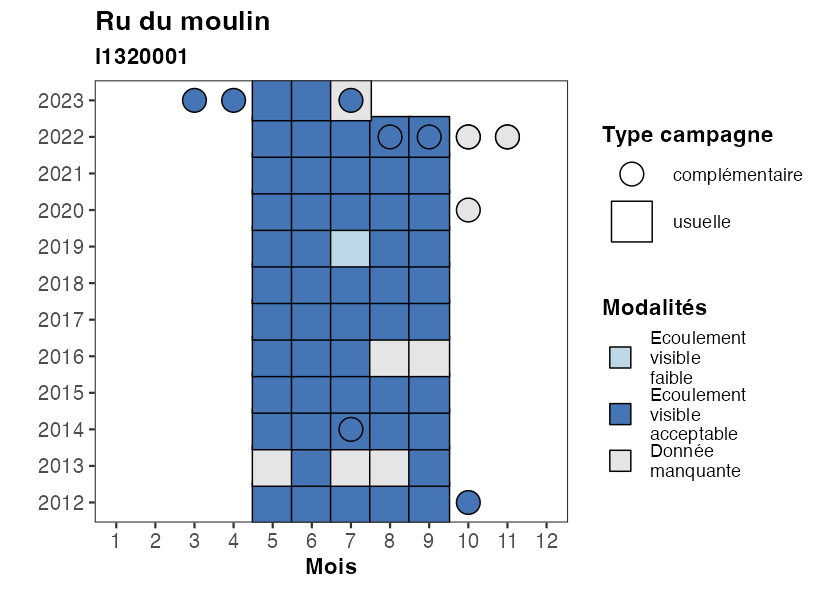 Ru du moulin
I1320001
2023
2022
2021
2020
2019
2018
2017
2016
2015
2014
2013
2012
1 2 3 4 5 6 7 8 9 10 11 12
Mois
Type campagne
complémentaire
usuelle
Modalités
Ecoulement
visible
faible
Ecoulement
visible
acceptable
Donnée
manquante